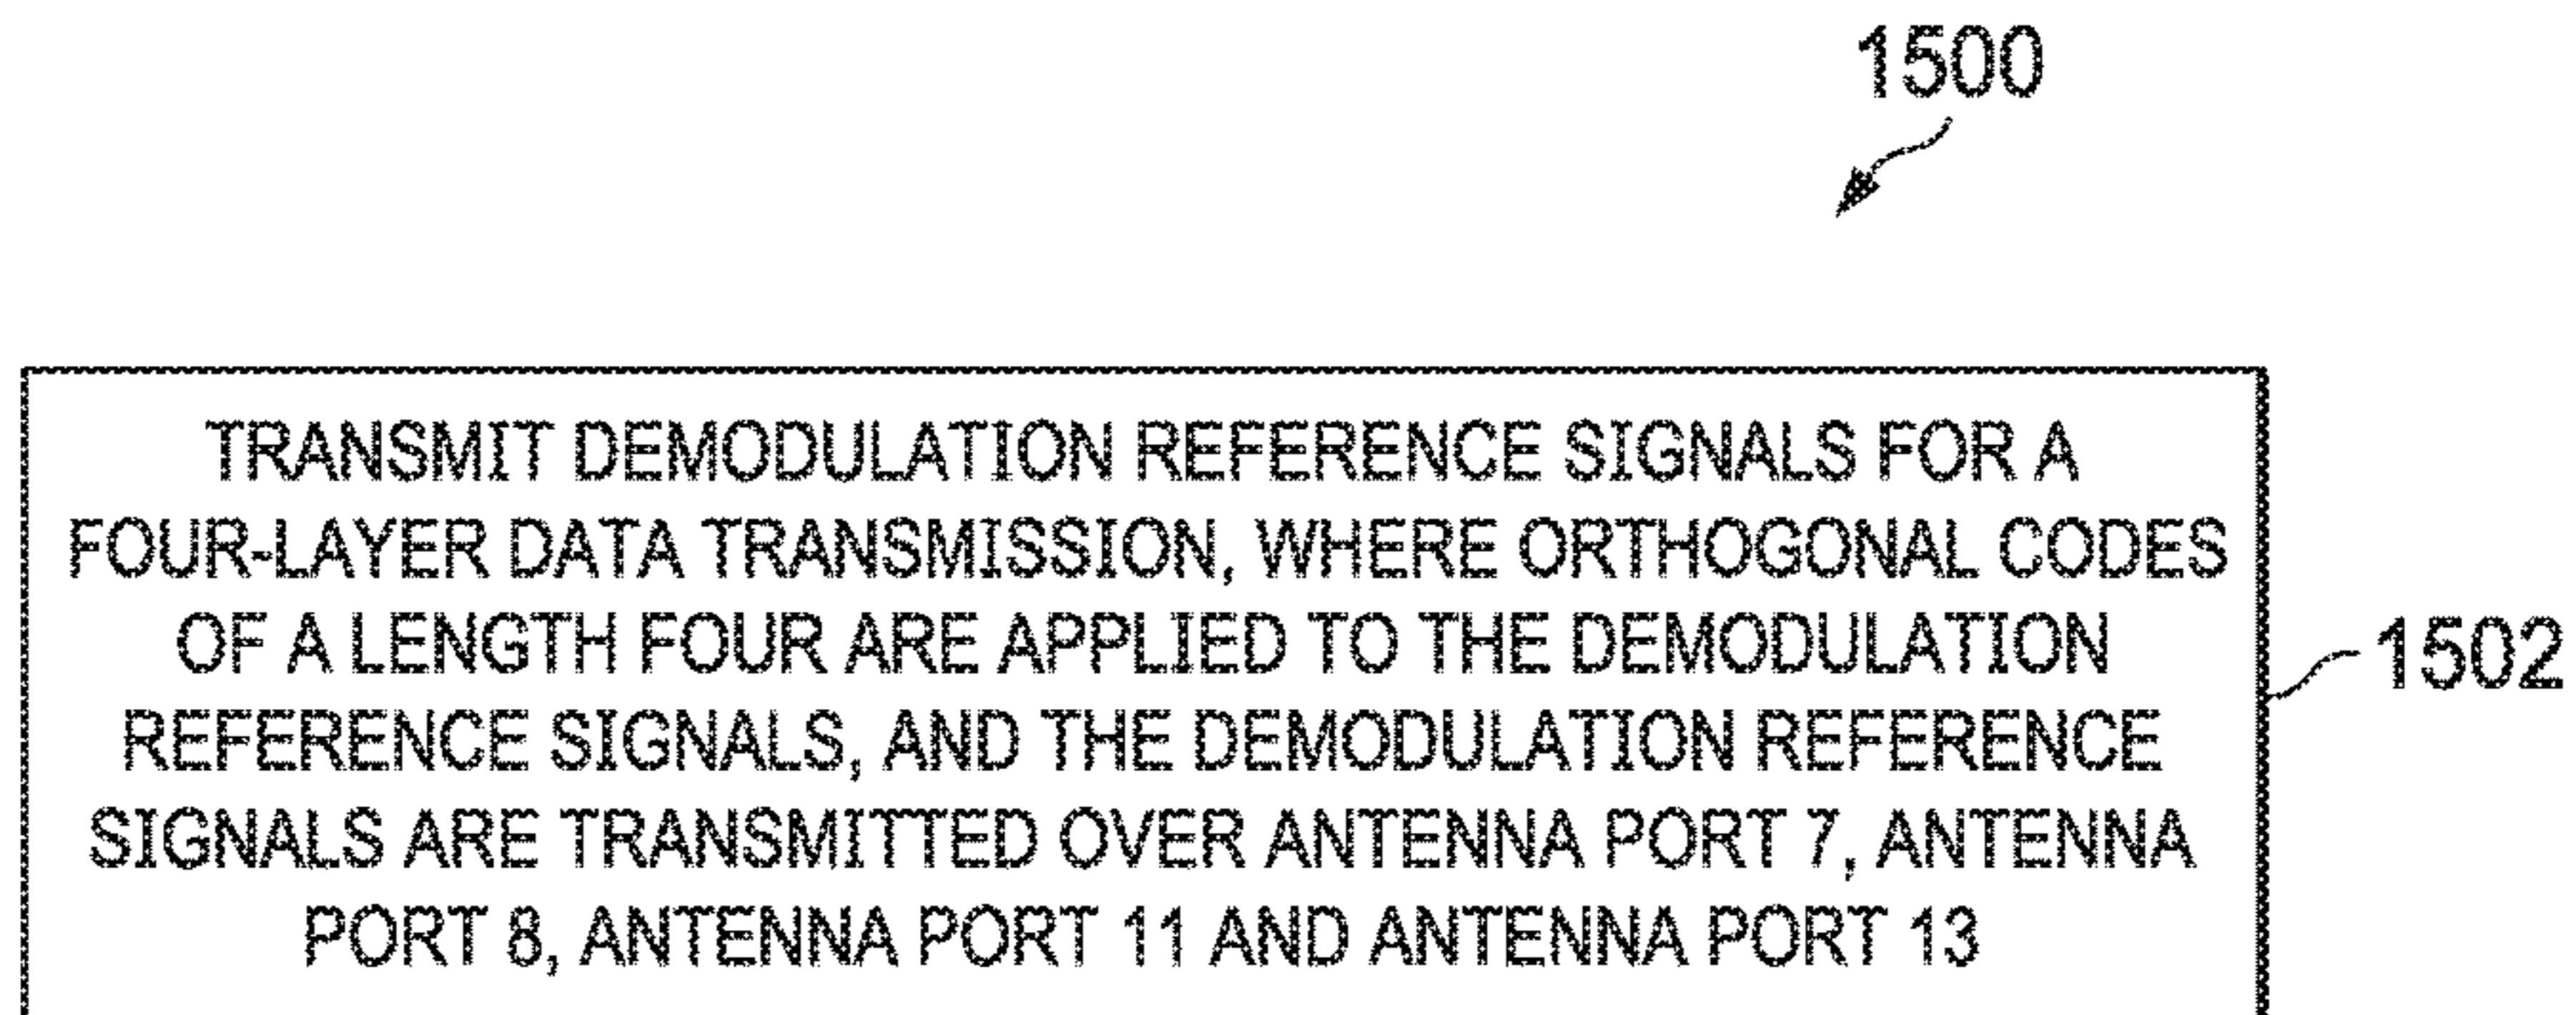 1500
TRANSMIT DEMODULATION REFERENCE SIGNALS FOR A
FOUR-LAYER DATA TRANSMISSION, WHERE ORTHOGONAL CODES
OF A LENGTH FOUR ARE APPLIED TO THE DEMODULATION
REFERENCE SIGNALS, AND THE DEMODULATION REFERENCE
SIGNALS ARE TRANSMITTED OVER ANTENNA PORT 7, ANTENNA
PORT 8, ANTENNA PORT 11 AND ANTENNA PORT 13
1502